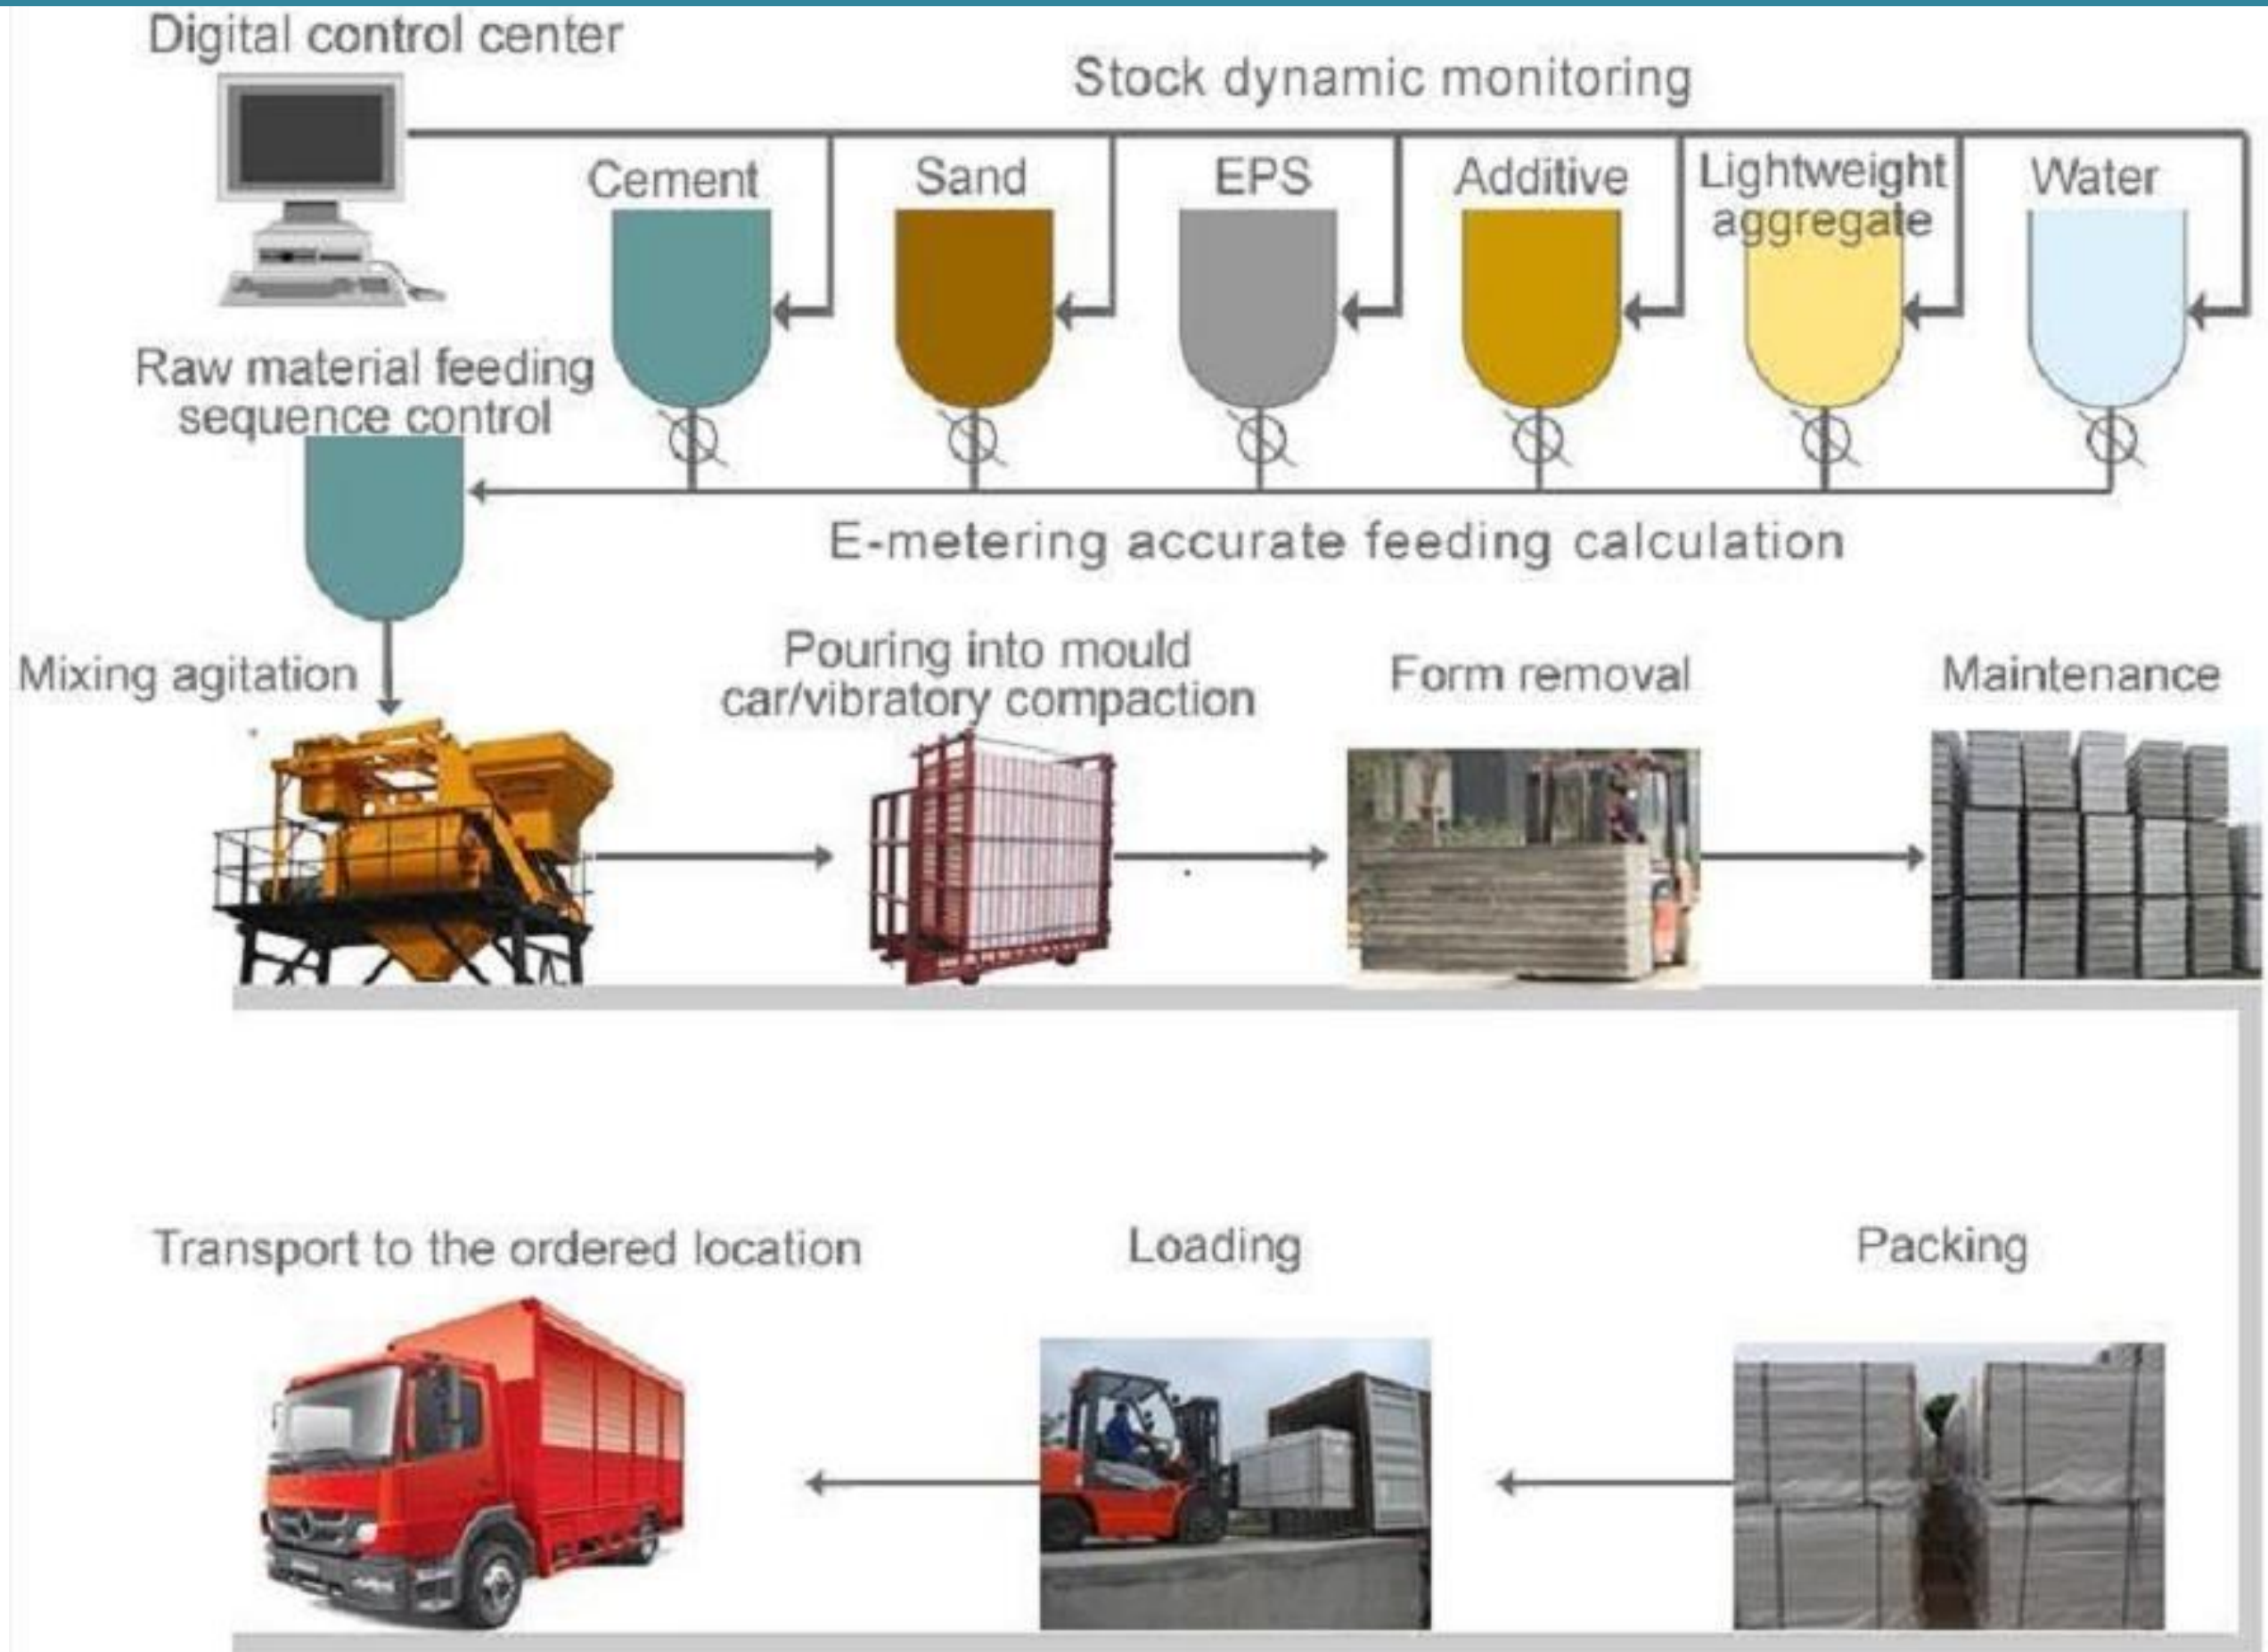 Digital control center
Stock dynamic monitoring
Cement
Sand
EPS
Additive
Lightweight
aggregate
Water
Raw material feeding
sequence control
E-metering accurate feeding calculation
Mixing agitation
Pouring into mould
car/vibratory compaction
Form removal
Maintenance
Transport to the ordered location
Loading
Packing